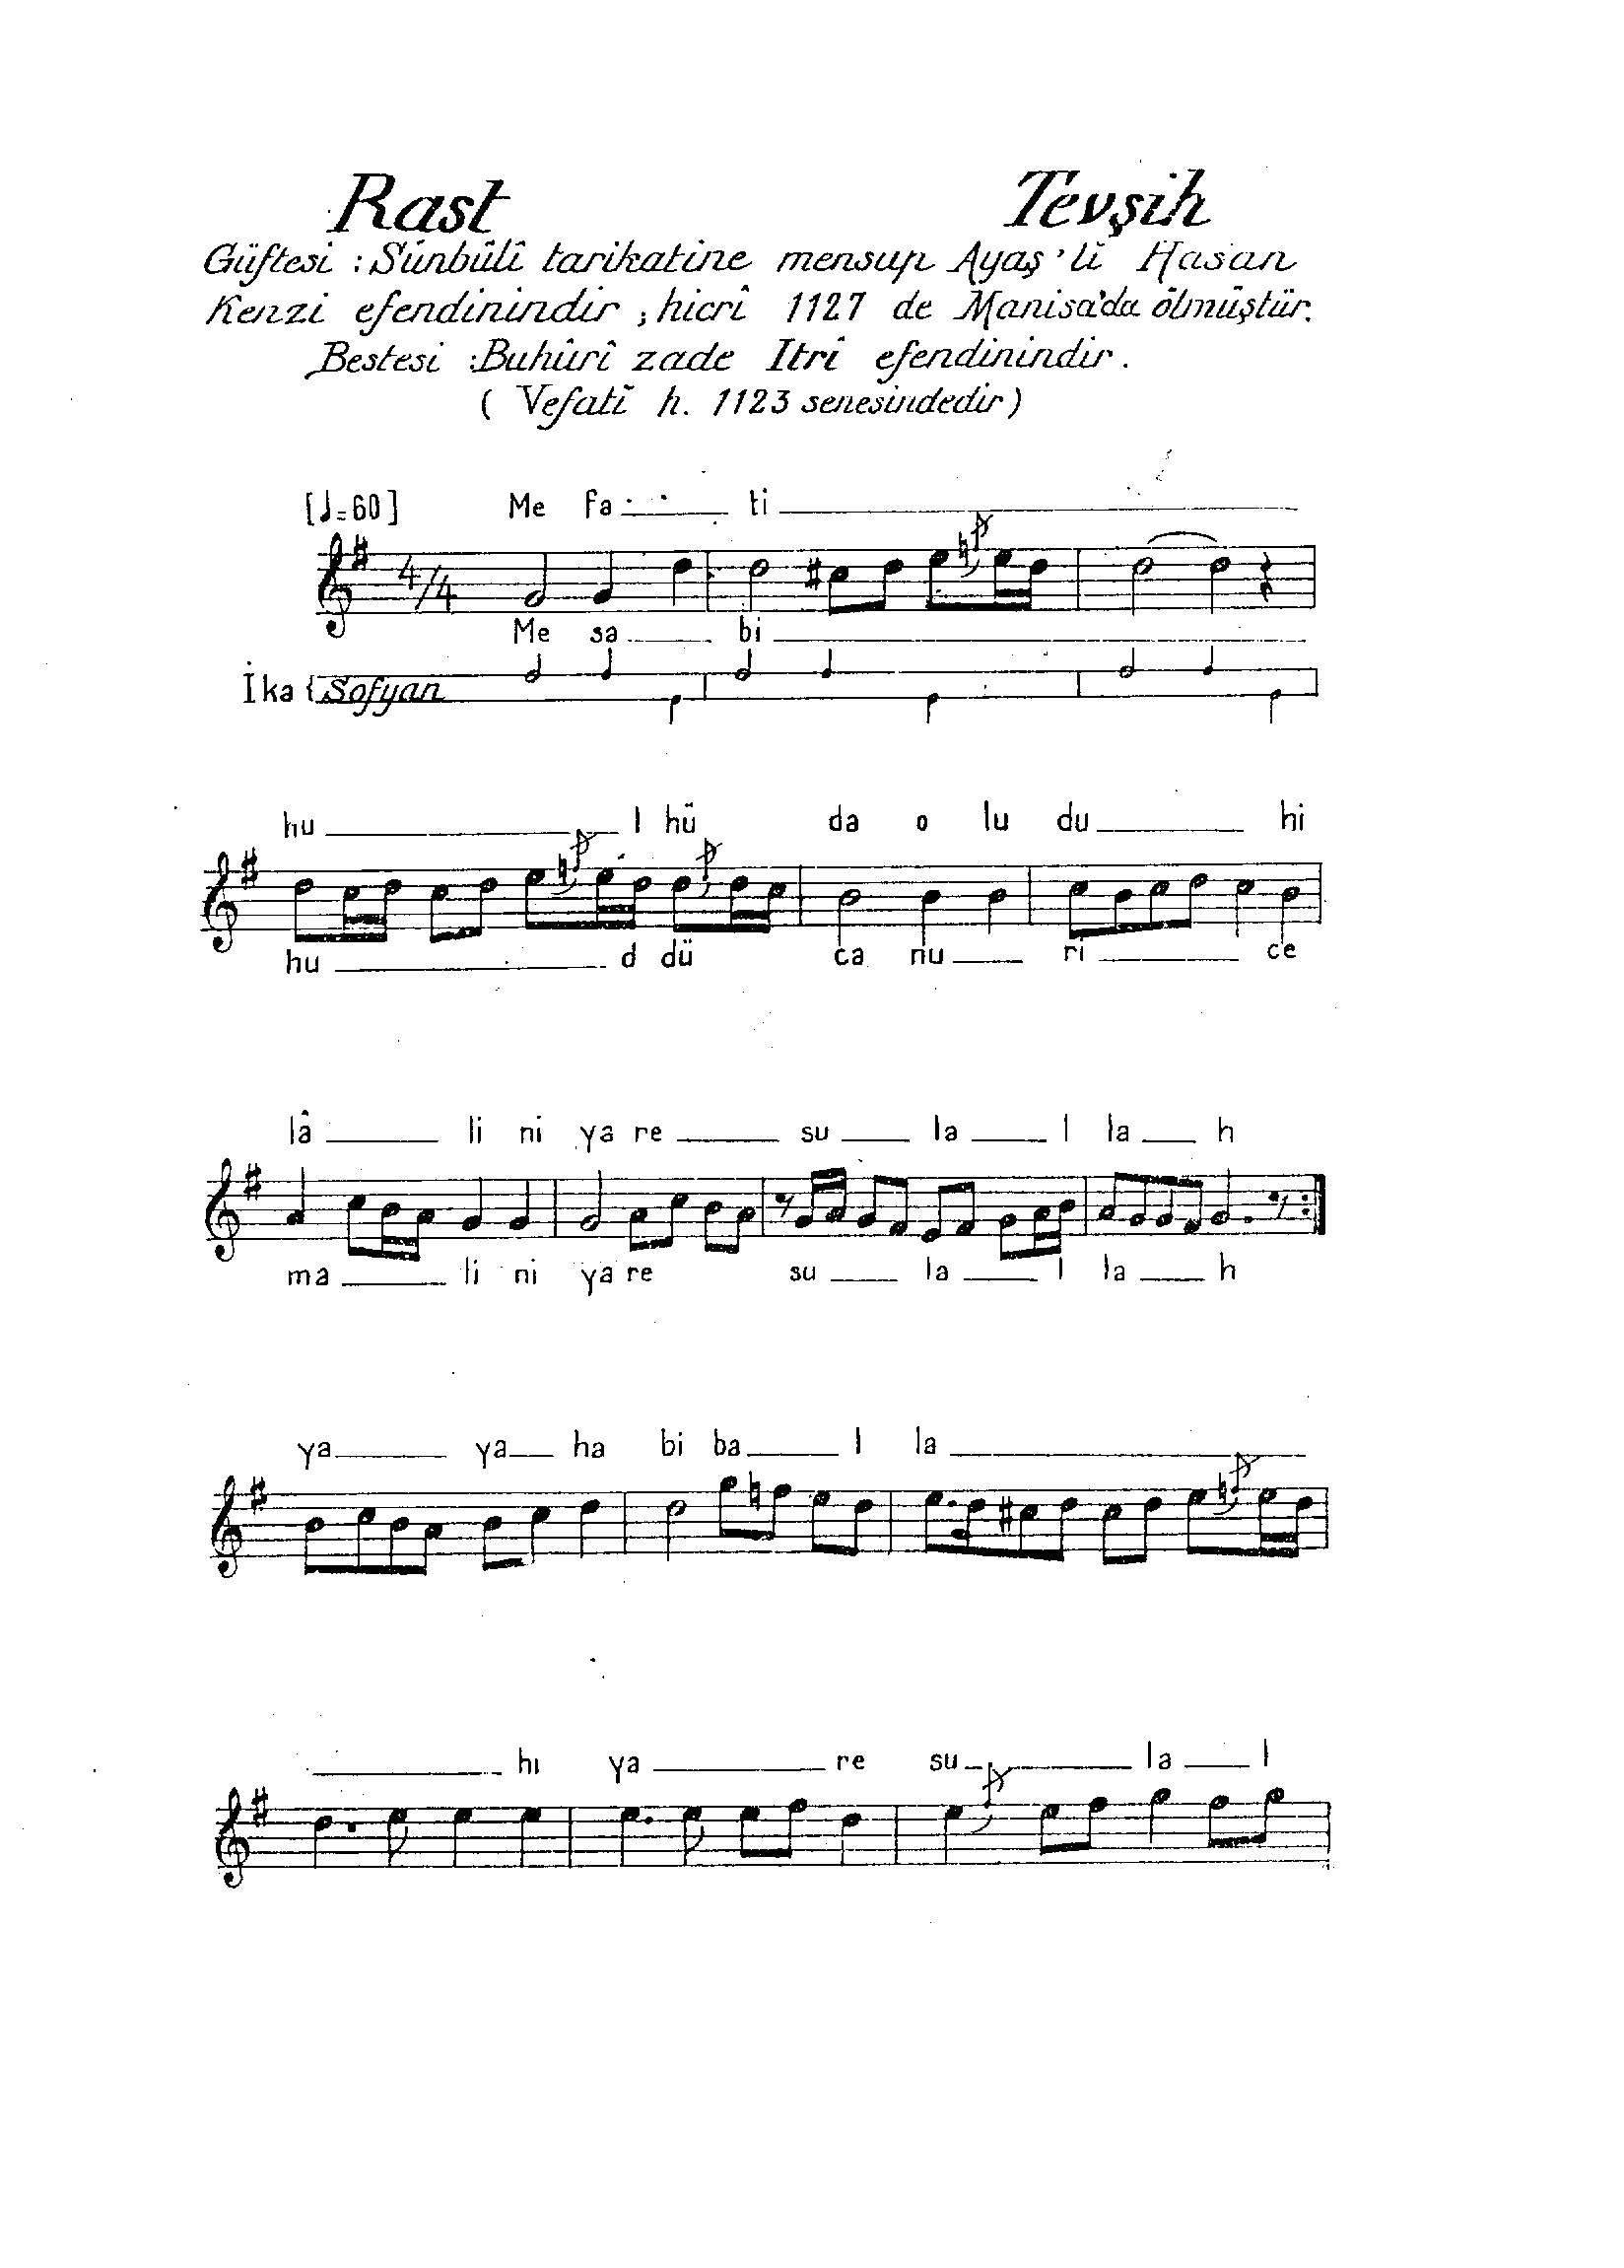 Rast Tevşih
Güftesi : Sünbülî tarikatine mensup Ayaş'lî Hasan
Kenzi efendinindir ; hicrî 1127 de Manisa'da ölmüştür.
Bestesi : Buhûrî zade Itrî efendinindir.
( Vefatî h. 1123 senesindedir )
[♩=60] Me fa ti
4/4
Me sa bi
İka { Sofyan
hu l hü da o lu du hi
hu d dü ca nu ri ce
lâ li ni ya re su la l la h
ma li ni ya re su la l la h
ya ya ha bi ba l la
hı ya re su la l